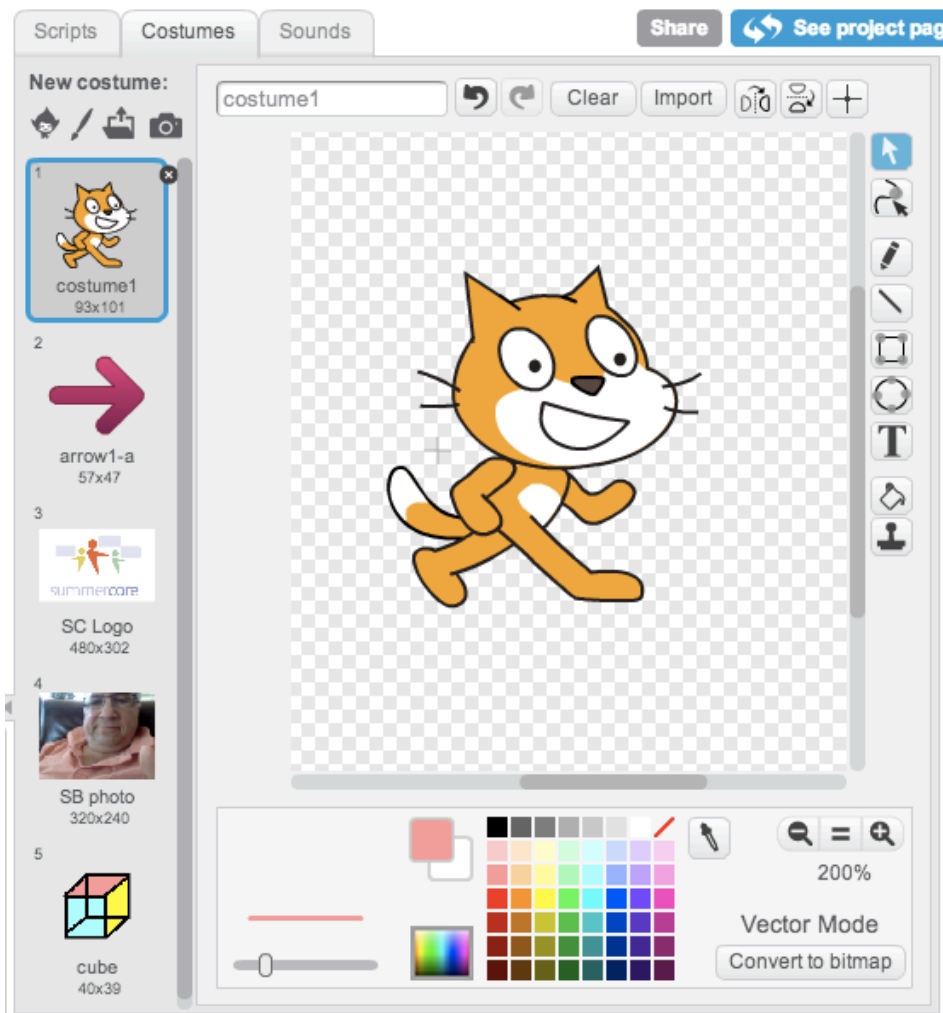 Scripts
Costumes
Sounds
Share
See project pag
New costume:
costume1
Clear
Import
1
costume1
93x101
2
arrow1-a
57x47
3
summercore
SC Logo
480x302
4
SB photo
320x240
5
cube
40x39
T
200%
Vector Mode
Convert to bitmap